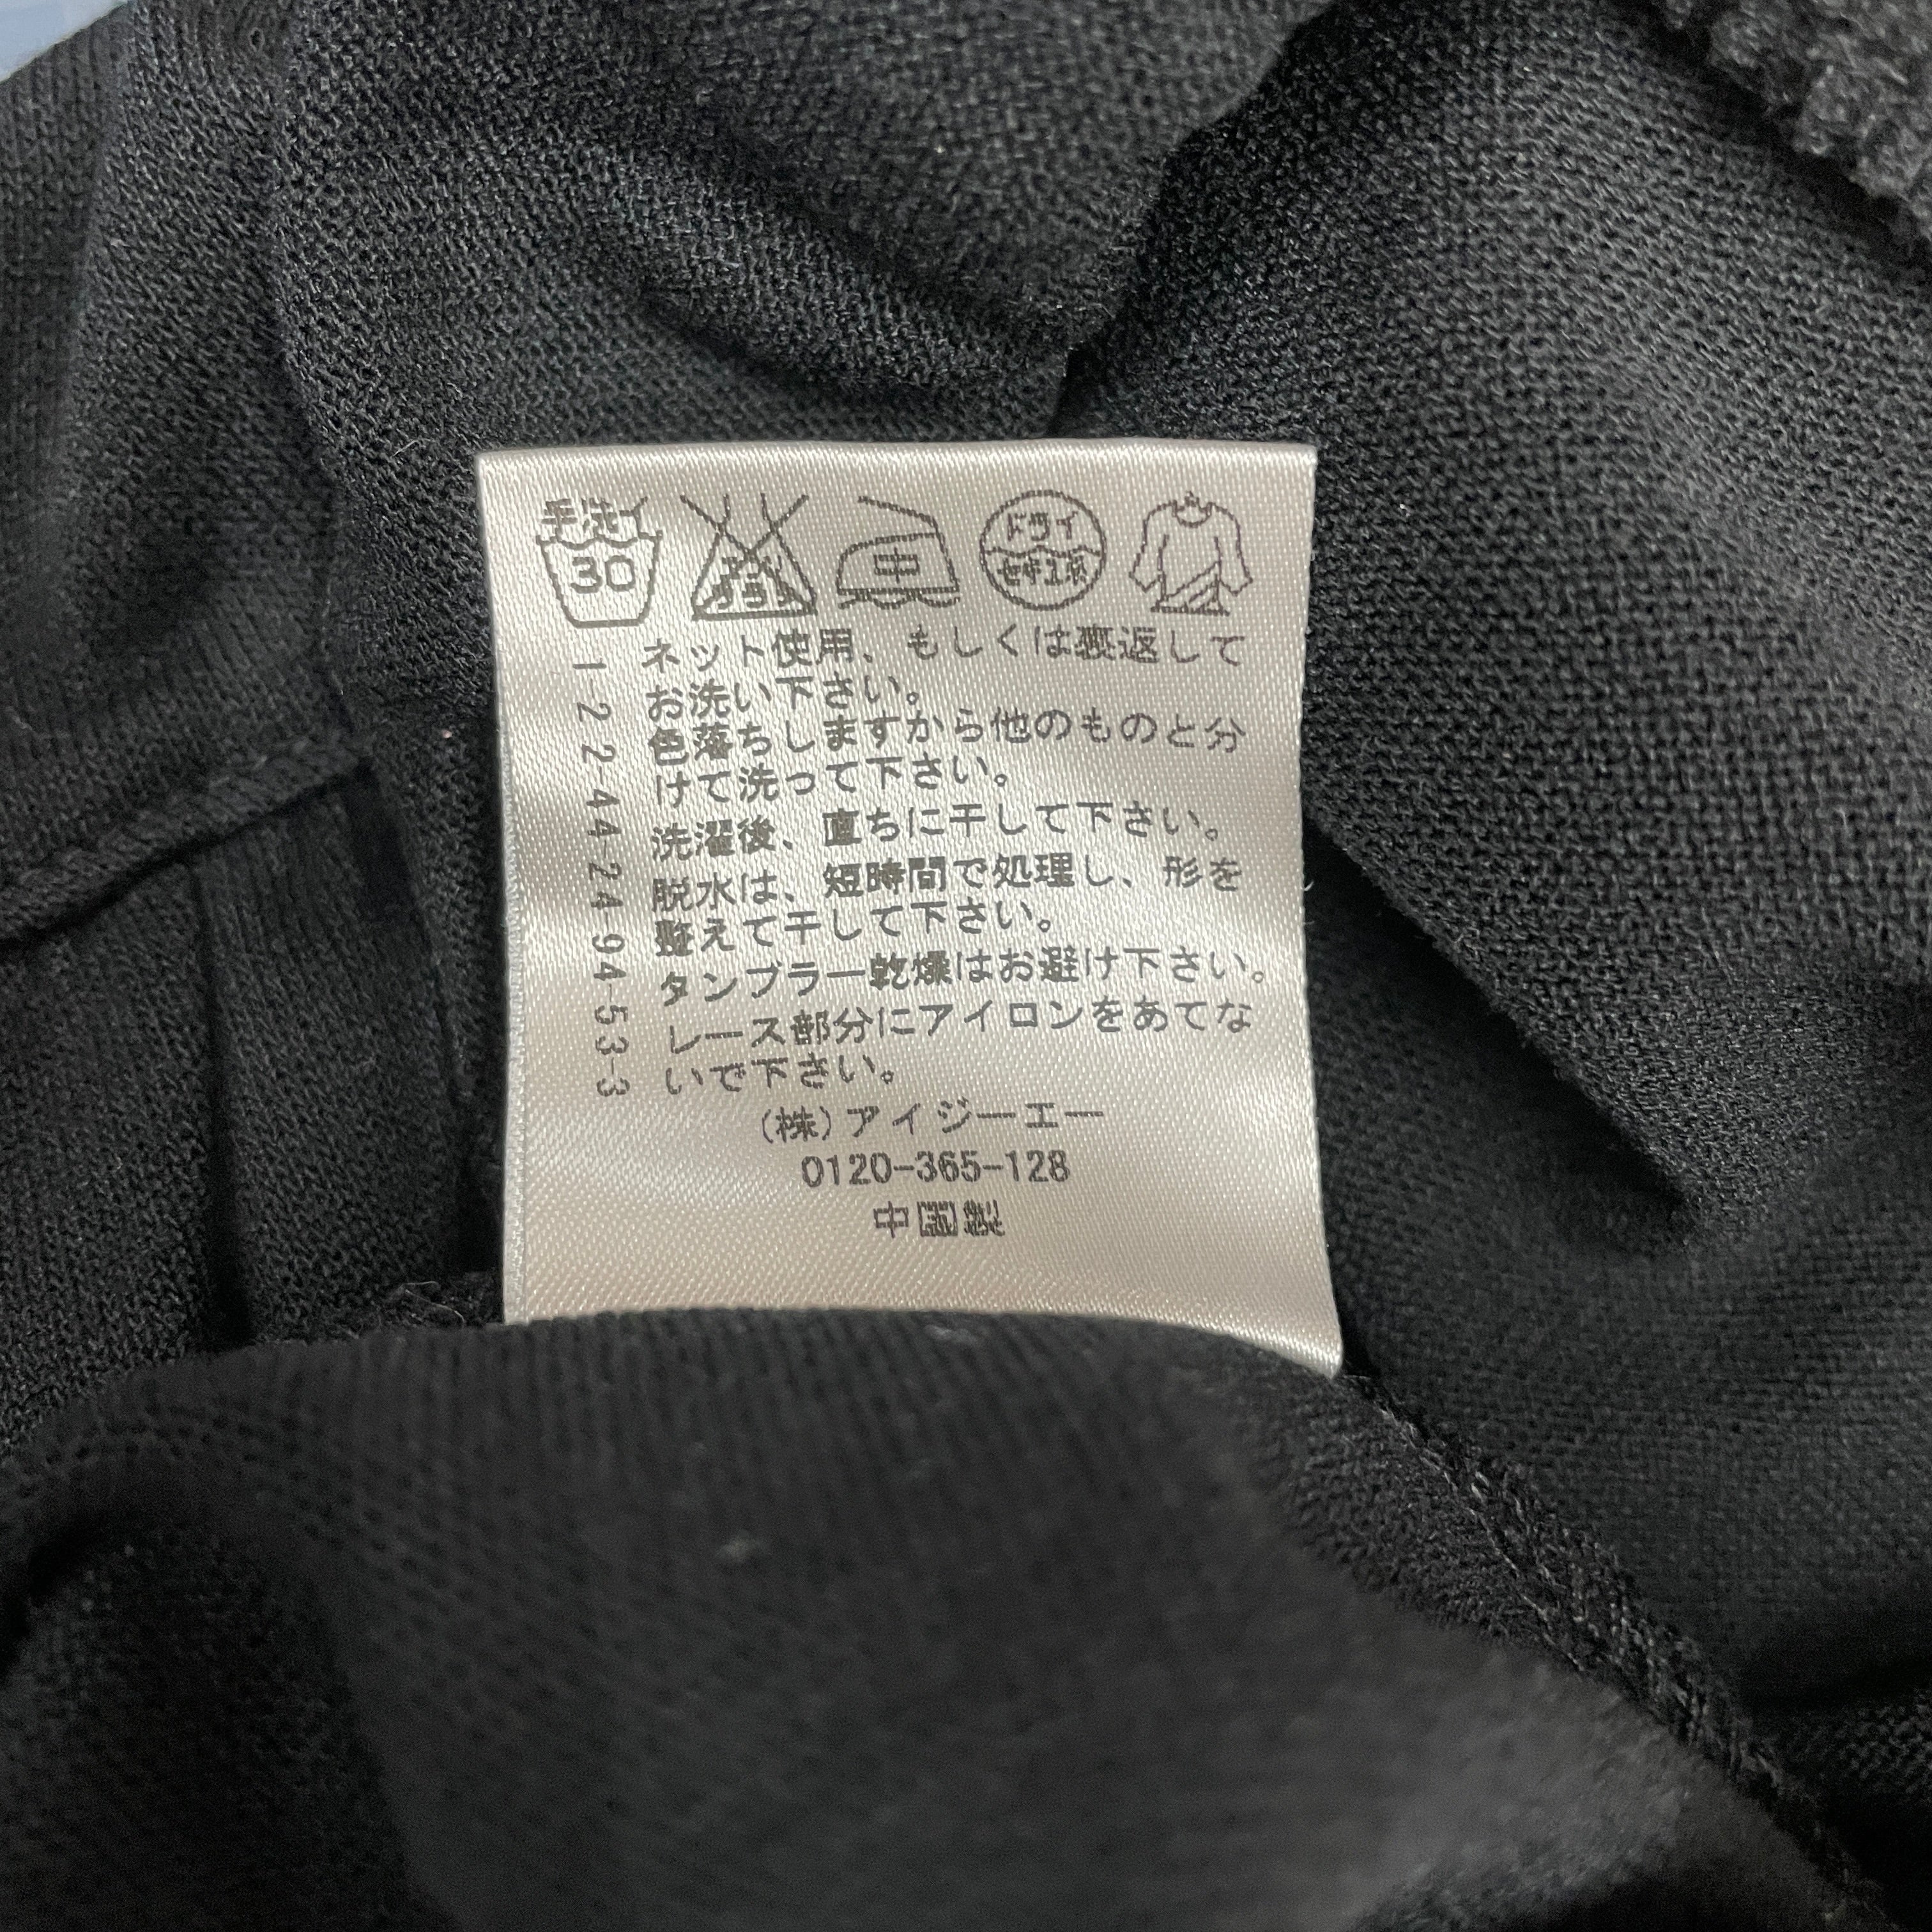 手洗イ
30
中
ドライ
セキユ系
ネット使用、もしくは裏返して
お洗い下さい。
色落ちしますから他のものと分
けて洗って下さい。
洗濯後、直ちに干して下さい。
脱水は、短時間で処理し、形を
整えて干して下さい。
タンブラー乾燥はお避け下さい。
レース部分にアイロンをあてな
いで下さい。
(株)アイジーエー
0120-365-128
中国製
1-22-44-24-94-53-3